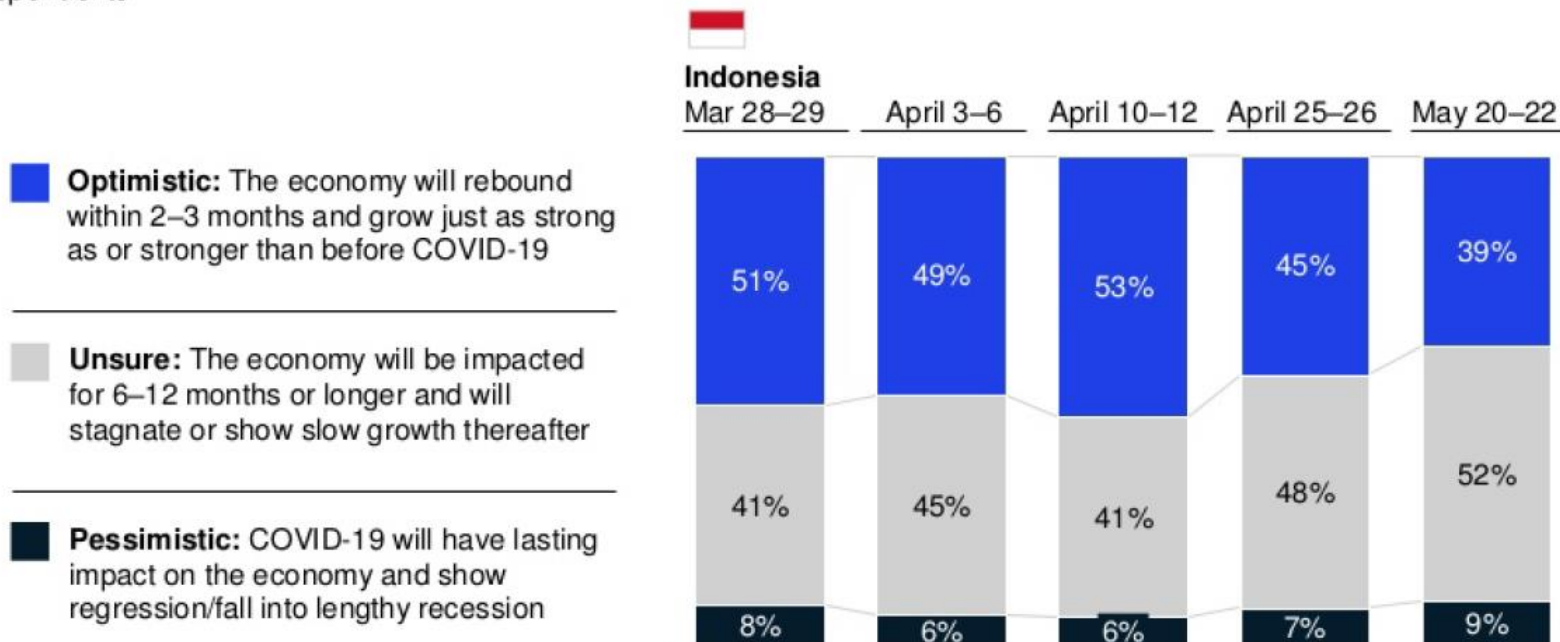 Indonesia
Mar 28–29 April 3–6 April 10–12 April 25–26 May 20–22
Optimistic: The economy will rebound
within 2–3 months and grow just as strong
as or stronger than before COVID-19
51% 49% 53% 45% 39%
Unsure: The economy will be impacted
for 6–12 months or longer and will
stagnate or show slow growth thereafter
41% 45% 41% 48% 52%
Pessimistic: COVID-19 will have lasting
impact on the economy and show
regression/fall into lengthy recession
8% 6% 6% 7% 9%